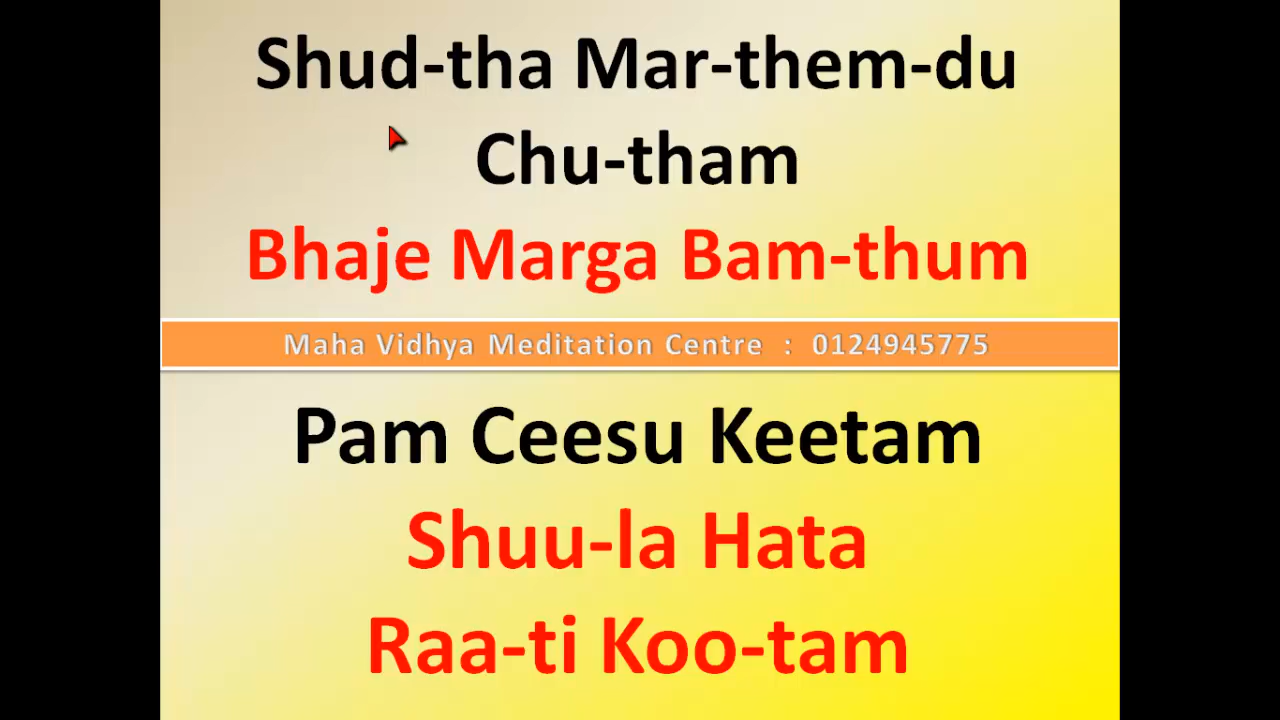 Shud-tha Mar-them-du
Chu-tham
Bhaje Marga Bam-thum
Maha Vidhya Meditation Centre : 0124945775
Pam Ceesu Keetam
Shuu-la Hata
Raa-ti Koo-tam